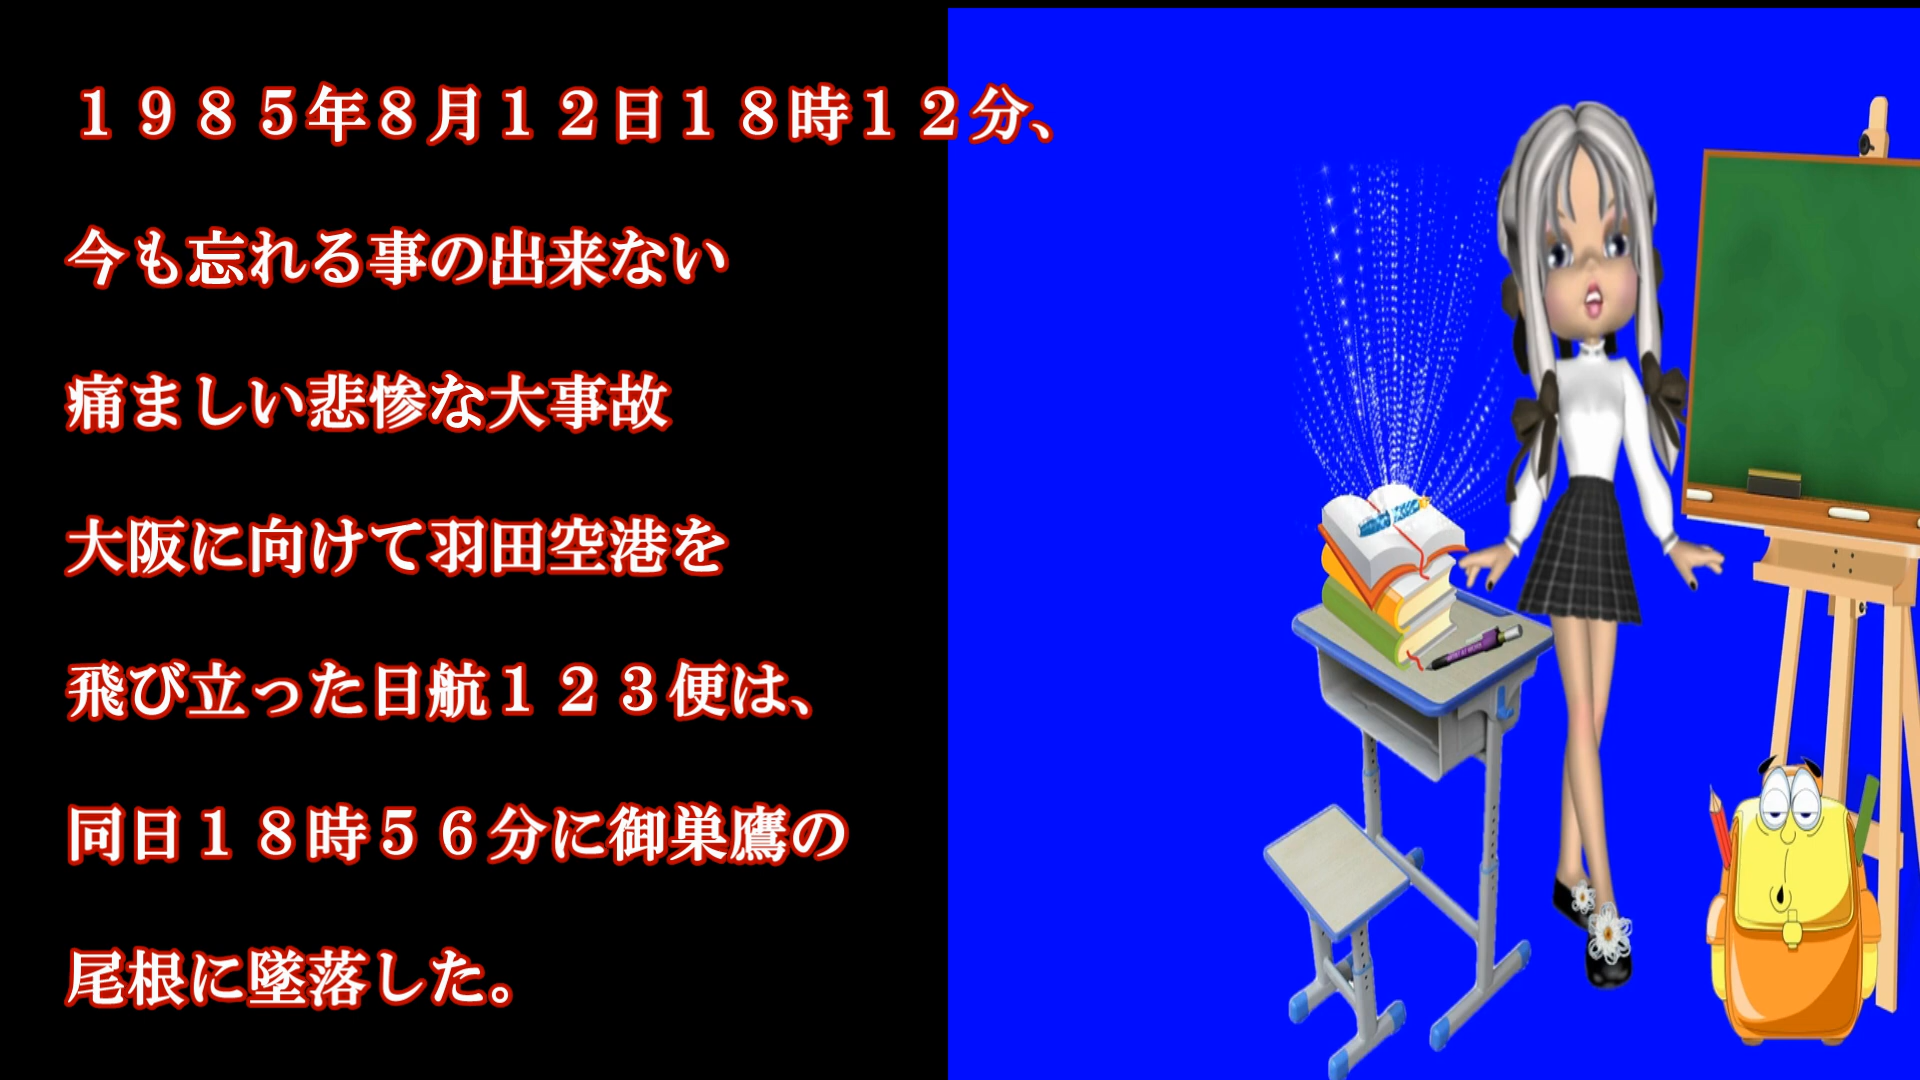 １９８５年８月１２日１８時１２分、
今も忘れる事の出来ない
痛ましい悲惨な大事故
大阪に向けて羽田空港を
飛び立った日航１２３便は、
同日１８時５６分に御巣鷹の
尾根に墜落した。